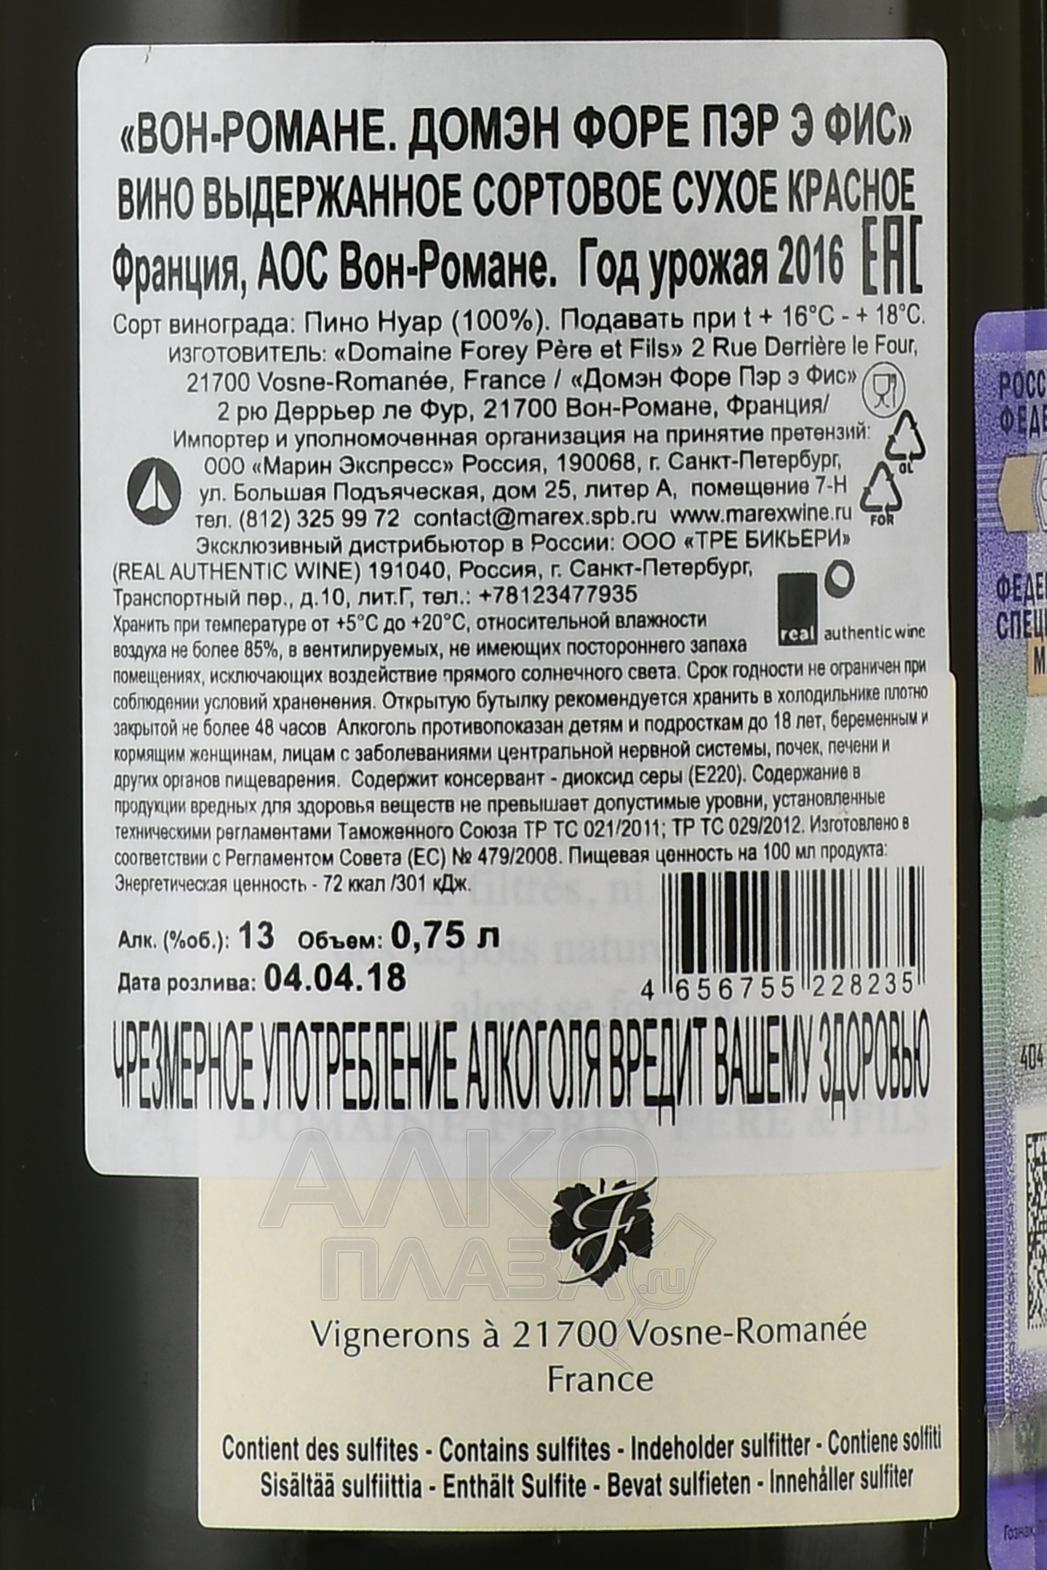 «ВОН-РОМАНЕ. ДОМЭН ФОРЕ ПЭР Э ФИС»
ВИНО ВЫДЕРЖАННОЕ СОРТОВОЕ СУХОЕ КРАСНОЕ
Франция, АОС Вон-Романе. Год урожая 2016 ЕАС
Сорт винограда: Пино Нуар (100%). Подавать при t + 16°C - + 18°C.
ИЗГОТОВИТЕЛЬ: «Domaine Forey Père et Fils» 2 Rue Derrière le Four,
21700 Vosne-Romanée, France / «Домэн Форе Пэр э Фис»
2 рю Деррьер ле Фур, 21700 Вон-Романе, Франция/
Импортер и уполномоченная организация на принятие претензий:
ООО «Марин Экспресс» Россия, 190068, г. Санкт-Петербург,
ул. Большая Подъяческая, дом 25, литер А, помещение 7-Н
тел. (812) 325 99 72 contact@marex.spb.ru www.marexwine.ru
GL
FOR
Эксклюзивный дистрибьютор в России: ООО «ТРЕ БИКЬЕРИ»
(REAL AUTHENTIC WINE) 191040, Россия, г. Санкт-Петербург,
Транспортный пер., д.10, лит.Г, тел.: +78123477935
real authentic wine
Хранить при температуре от +5°C до +20°C, относительной влажности
воздуха не более 85%, в вентилируемых, не имеющих постороннего запаха
помещениях, исключающих воздействие прямого солнечного света. Срок годности не ограничен при
соблюдении условий хранения. Открытую бутылку рекомендуется хранить в холодильнике плотно
закрытой не более 48 часов Алкоголь противопоказан детям и подросткам до 18 лет, беременным и
кормящим женщинам, лицам с заболеваниями центральной нервной системы, почек, печени и
других органов пищеварения. Содержит консервант - диоксид серы (Е220). Содержание в
продукции вредных для здоровья веществ не превышает допустимые уровни, установленные
техническими регламентами Таможенного Союза ТР ТС 021/2011; ТР ТС 029/2012. Изготовлено в
соответствии с Регламентом Совета (ЕС) № 479/2008. Пищевая ценность на 100 мл продукта:
Энергетическая ценность - 72 ккал /301 кДж.
Алк. (%об.): 13 Объем: 0,75 л
Дата розлива: 04.04.18
4 656755 228235
ЧРЕЗМЕРНОЕ УПОТРЕБЛЕНИЕ АЛКОГОЛЯ ВРЕДИТ ВАШЕМУ ЗДОРОВЬЮ
DOMAINE FOREY PÈRE & FILS
АЛКО
ПЛАЗА.ru
F
Vignerons à 21700 Vosne-Romanée
France
Contient des sulfites - Contains sulfites - Indeholder sulfitter - Contiene solfiti
Sisältää sulfiittia - Enthält Sulfite - Bevat sulfieten - Innehåller sulfiter
404